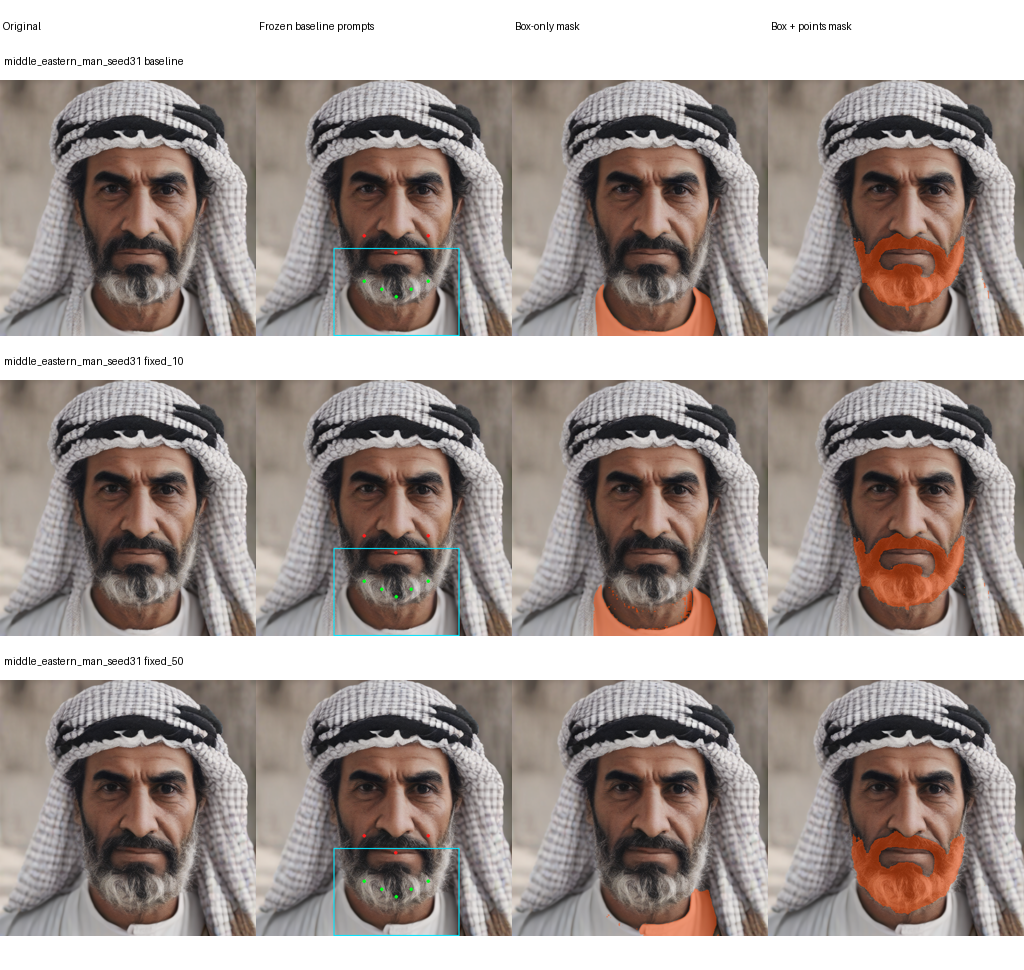 Original Frozen baseline prompts Box-only mask Box + points mask
middle_eastern_man_seed31 baseline
middle_eastern_man_seed31 fixed_10
middle_eastern_man_seed31 fixed_50